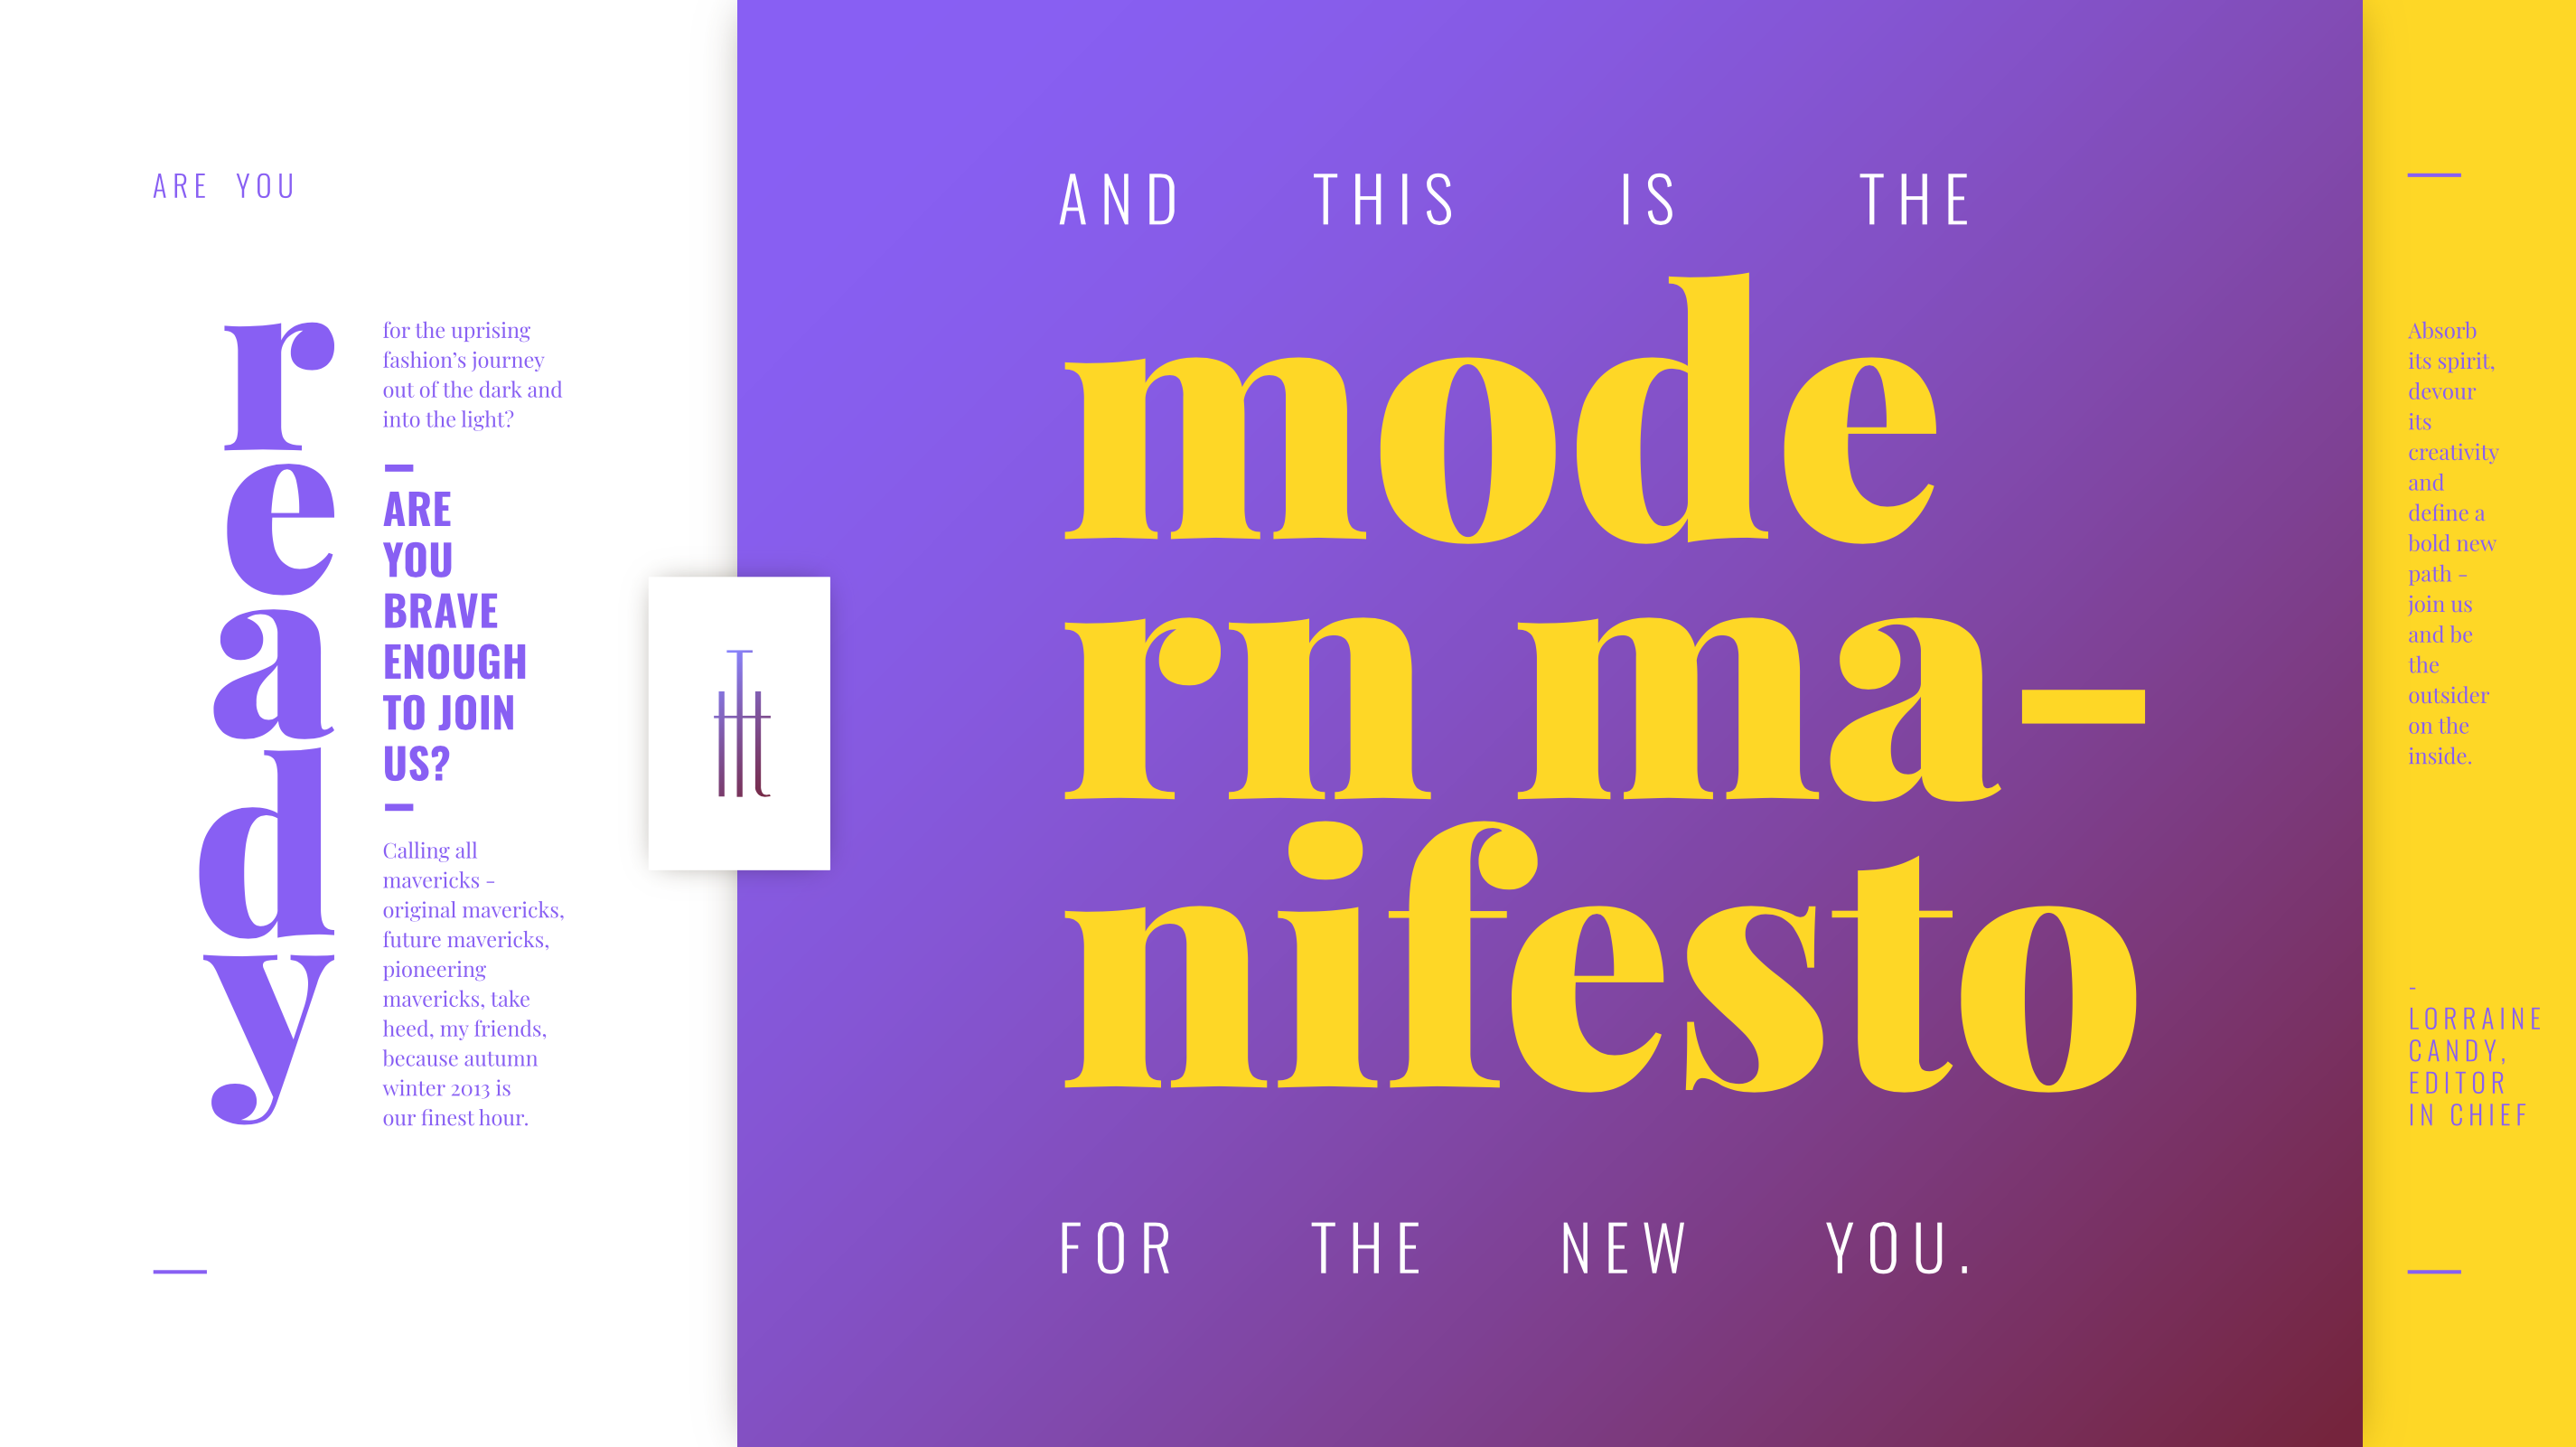 ARE YOU
r
e
a
d
y
for the uprising
fashion’s journey
out of the dark and
into the light?
ARE
YOU
BRAVE
ENOUGH
TO JOIN
US?
Calling all
mavericks -
original mavericks,
future mavericks,
pioneering
mavericks, take
heed, my friends,
because autumn
winter 2013 is
our finest hour.
AND THIS IS THE
mode
rn ma-
nifesto
FOR THE NEW YOU.
Absorb
its spirit,
devour
its
creativity
and
define a
bold new
path -
join us
and be
the
outsider
on the
inside.
-
LORRAINE
CANDY,
EDITOR
IN CHIEF